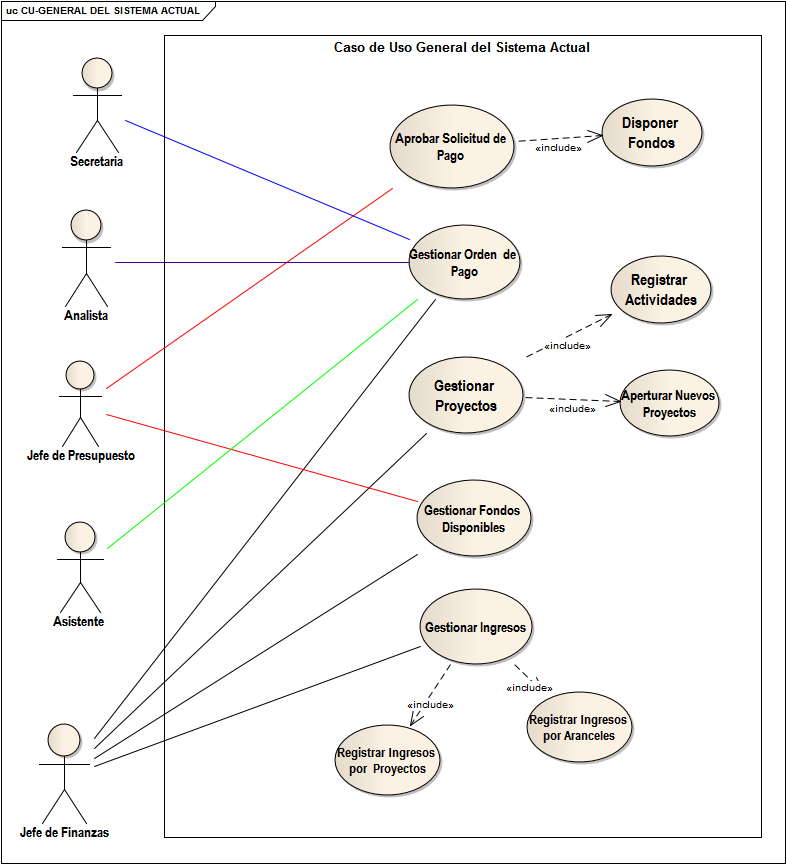 uc CU-GENERAL DEL SISTEMA ACTUAL
Caso de Uso General del Sistema Actual
Secretaria
Aprobar Solicitud de
Pago
«include»
Disponer
Fondos
Analista
Gestionar Orden de
Pago
Registrar
Actividades
«include»
Jefe de Presupuesto
Gestionar
Proyectos
«include»
Aperturar Nuevos
Proyectos
Gestionar Fondos
Disponibles
Asistente
Gestionar Ingresos
«include»
«include»
Registrar Ingresos
por Aranceles
Registrar Ingresos
por Proyectos
Jefe de Finanzas